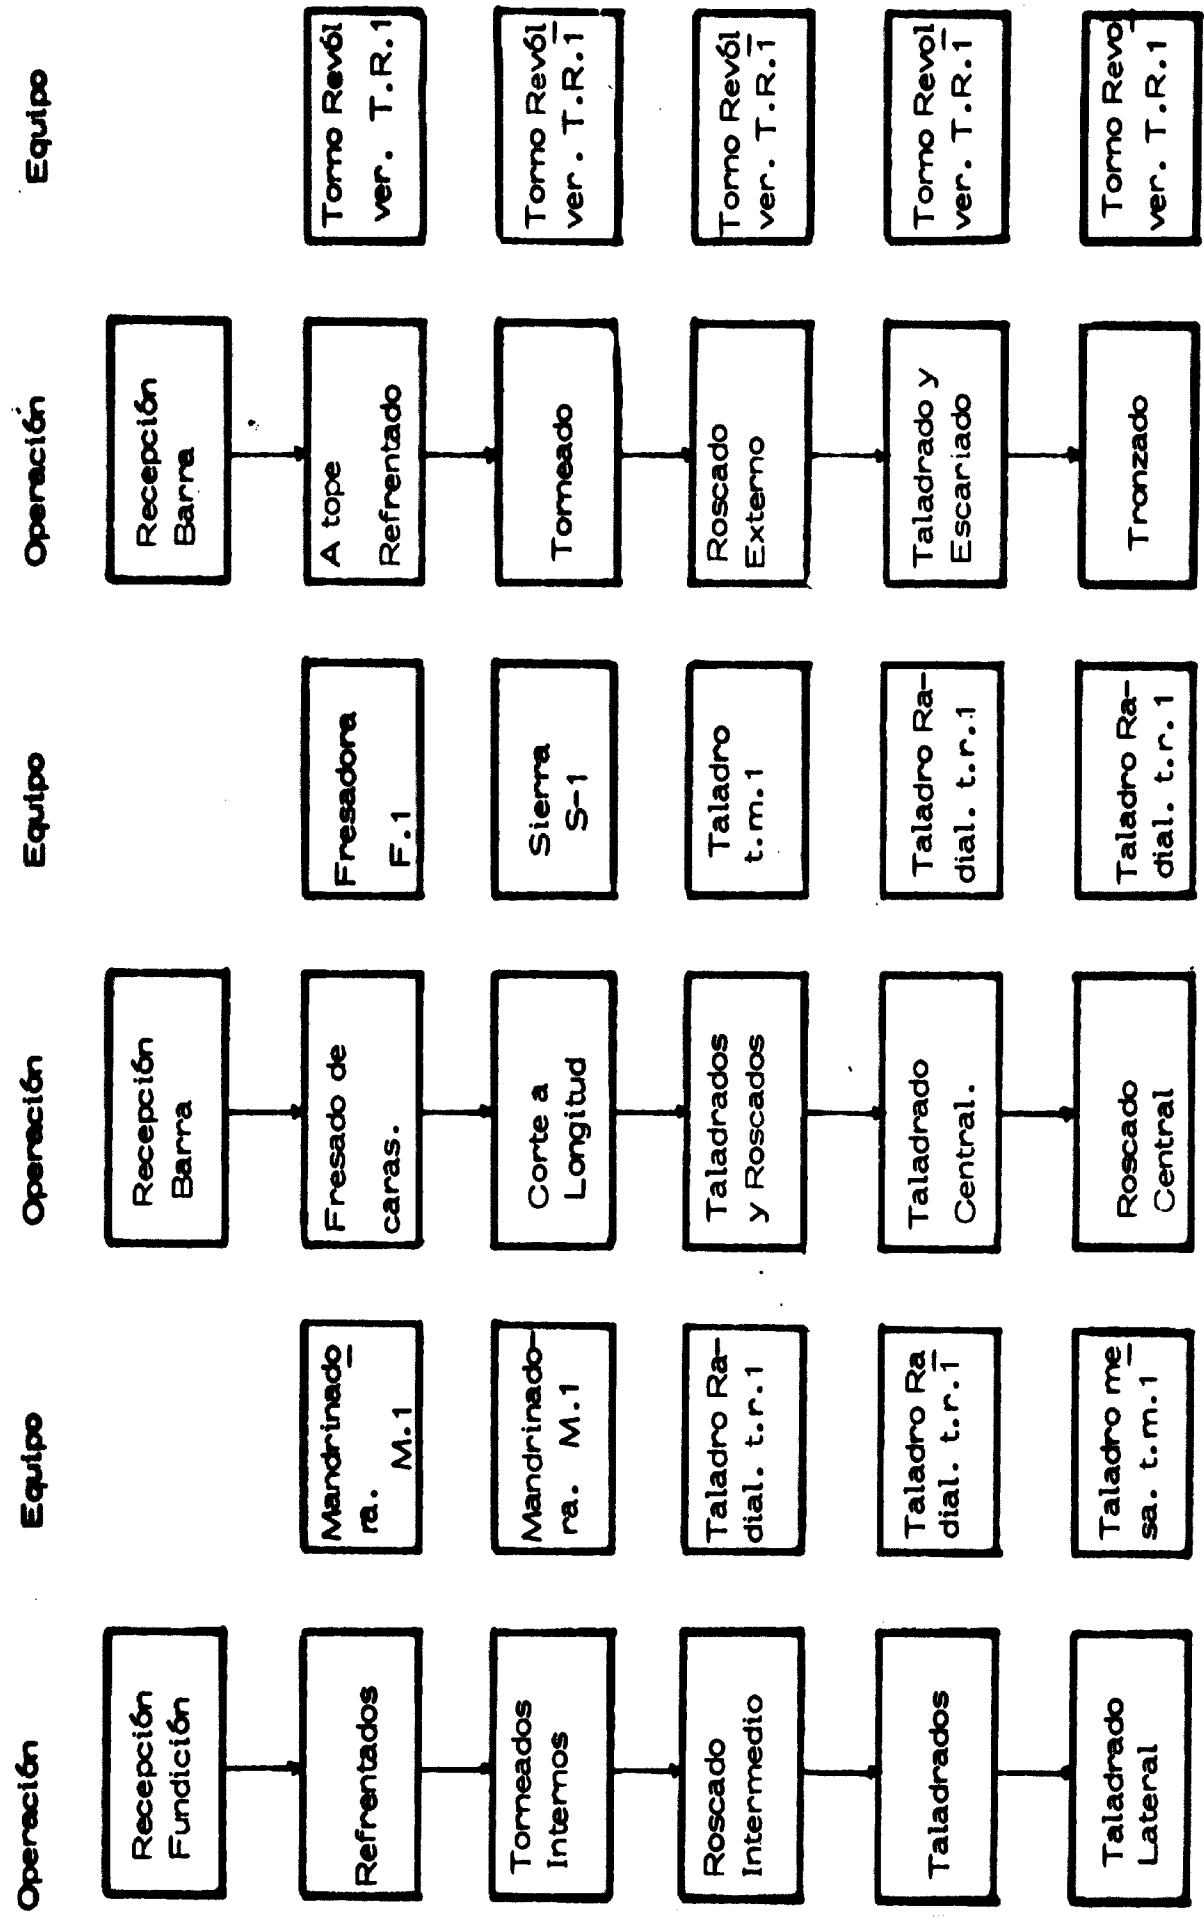 Operación
Equipo
Operación
Equipo
Operación
Equipo
Recepción
Fundición
Recepción
Barra
Recepción
Barra
Refrentados
Mandrinado
ra. M.1
Fresado de
caras.
Fresadora
F.1
A tope
Refrentado
Torno Revól
ver. T.R.1
Torneados
Internos
Mandrinado-
ra. M.1
Corte a
Longitud
Sierra
S-1
Torneado
Torno Revól
ver. T.R.1
Roscado
Intermedio
Taladro Ra-
dial. t.r.1
Taladrados
y Roscados
Taladro
t.m.1
Roscado
Externo
Torno Revól
ver. T.R.1
Taladrados
Taladro Ra
dial. t.r.1
Taladrado
Central.
Taladro Ra-
dial. t.r.1
Taladrado y
Escariado
Torno Revol
ver. T.R.1
Taladrado
Lateral
Taladro me
sa. t.m.1
Roscado
Central
Taladro Ra-
dial. t.r.1
Tronzado
Torno Revol
ver. T.R.1